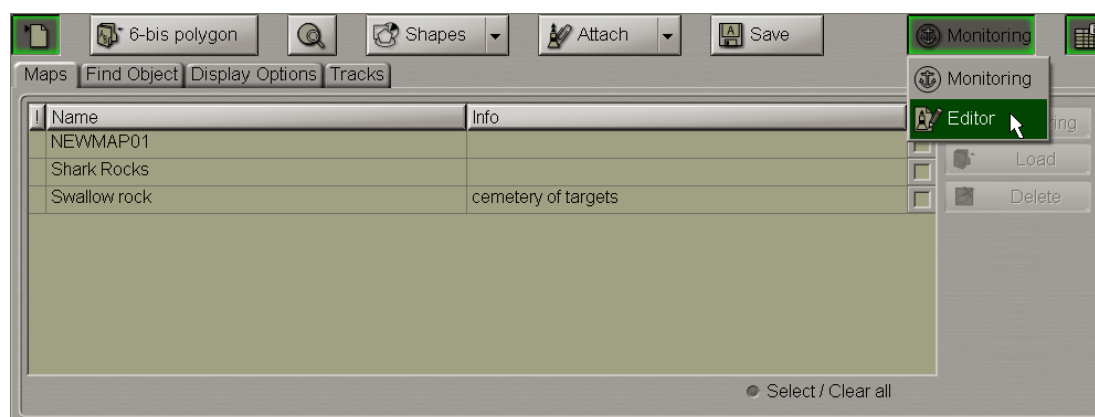 6-bis polygon Shapes Attach Save Monitoring
Maps Find Object Display Options Tracks
Monitoring
! Name Info
Editor ring
NEWMAP01
Shark Rocks
Load
Swallow rock cemetery of targets
Delete
Select / Clear all